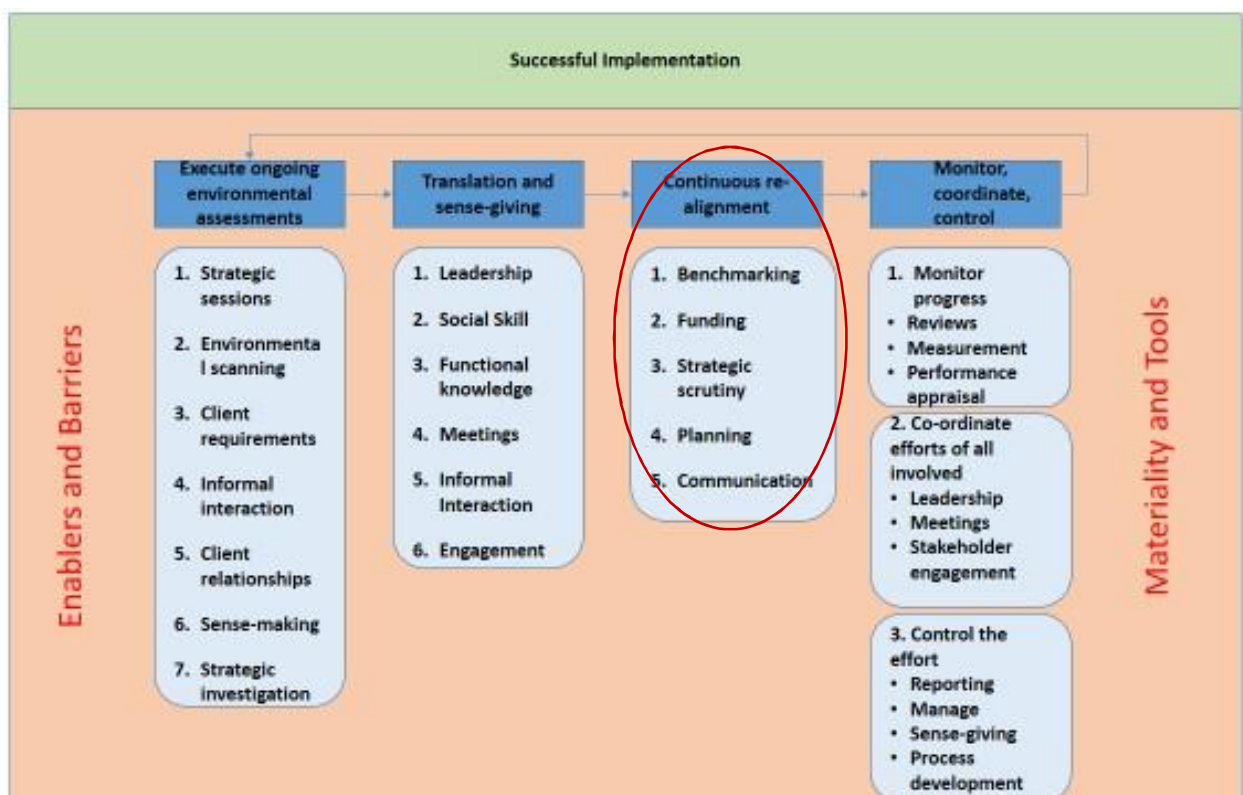 Successful Implementation
Execute ongoing
environmental
assessments
Translation and
sense-giving
Continuous re-
alignment
Monitor,
coordinate,
control
1. Strategic
sessions
2. Environmenta
l scanning
3. Client
requirements
4. Informal
interaction
5. Client
relationships
6. Sense-making
7. Strategic
investigation
1. Leadership
2. Social Skill
3. Functional
knowledge
4. Meetings
5. Informal
Interaction
6. Engagement
1. Benchmarking
2. Funding
3. Strategic
scrutiny
4. Planning
5. Communication
1. Monitor
progress
• Reviews
• Measurement
• Performance
appraisal
2. Co-ordinate
efforts of all
involved
• Leadership
• Meetings
• Stakeholder
engagement
3. Control the
effort
• Reporting
• Manage
• Sense-giving
• Process
development
Enablers and Barriers
Materiality and Tools